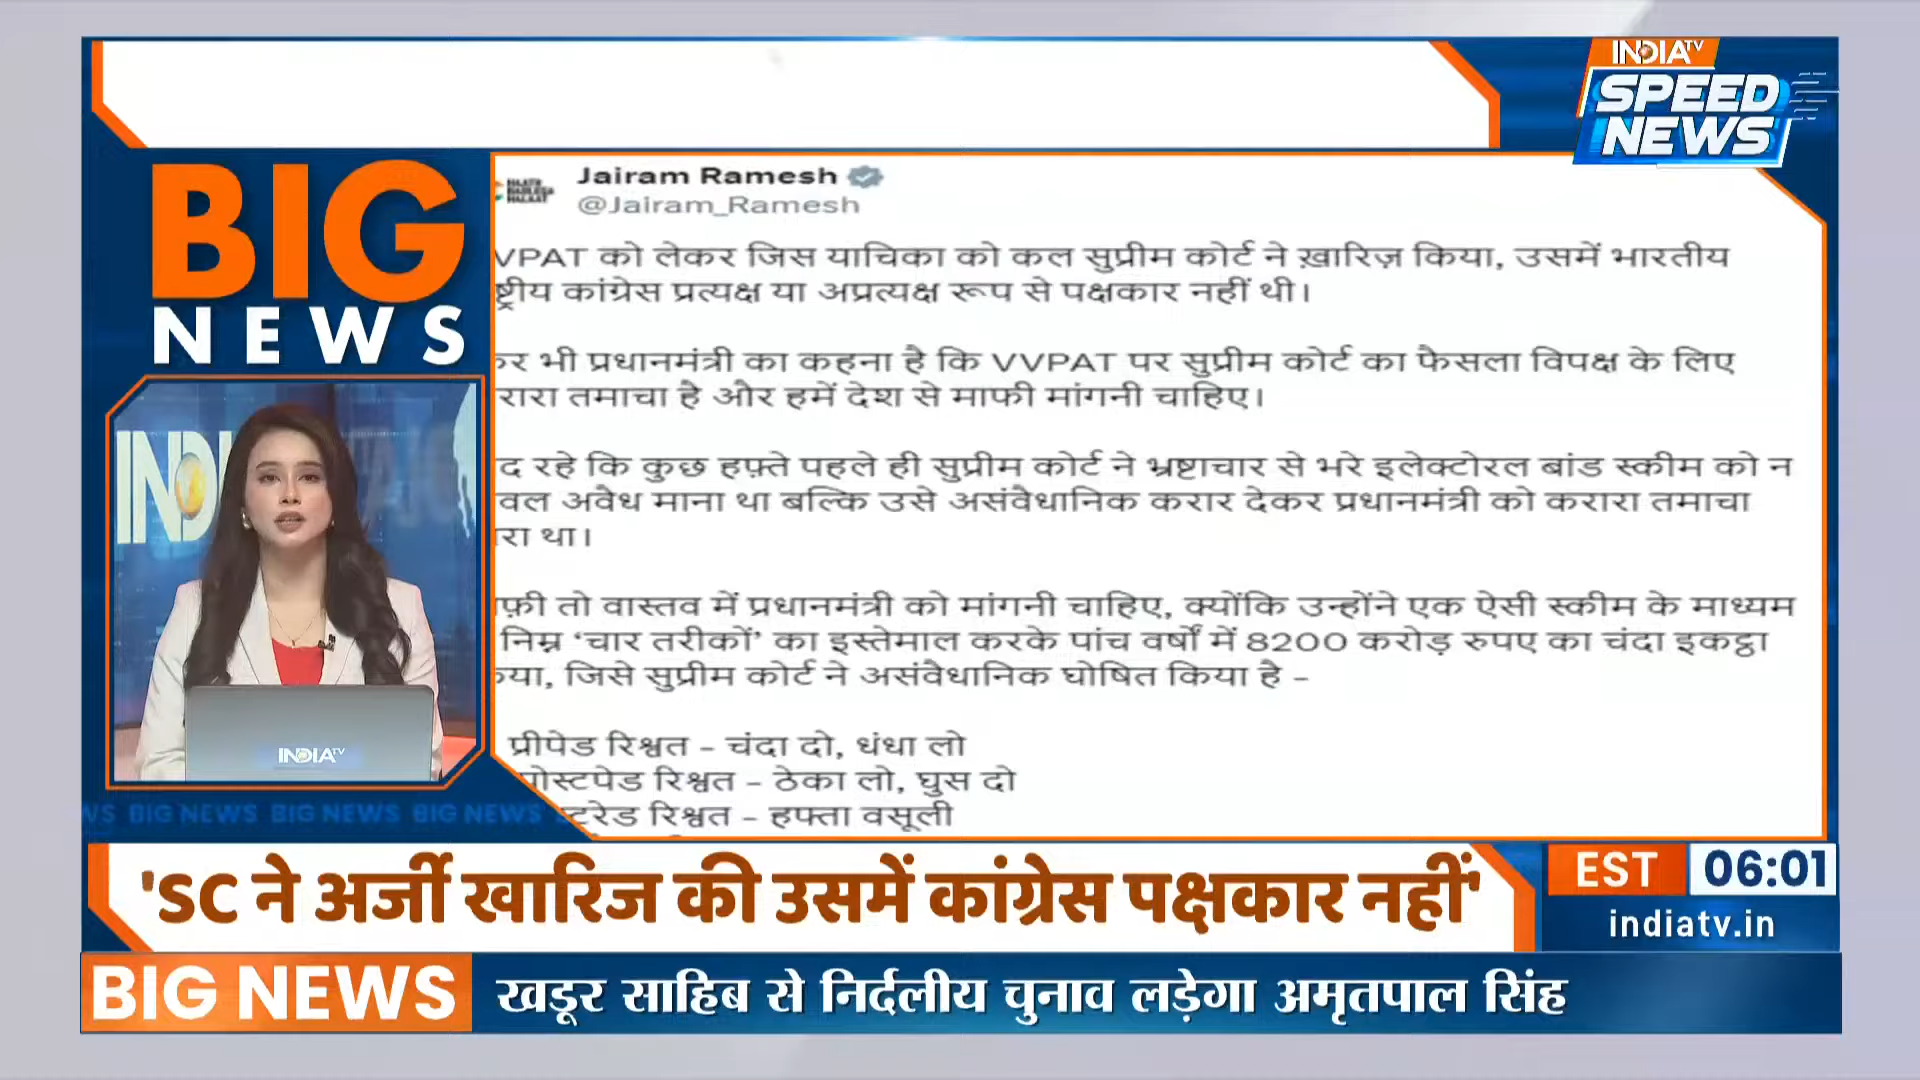 INDIA TV
SPEED
NEWS
BIG
NEWS
Jairam Ramesh
@Jairam_Ramesh
VPAT को लेकर जिस याचिका को कल सुप्रीम कोर्ट ने ख़ारिज़ किया, उसमें भारतीय
ष्ट्रीय कांग्रेस प्रत्यक्ष या अप्रत्यक्ष रूप से पक्षकार नहीं थी।
भी प्रधानमंत्री का कहना है कि VVPAT पर सुप्रीम कोर्ट का फैसला विपक्ष के लिए
रारा तमाचा है और हमें देश से माफी मांगनी चाहिए।
द रहे कि कुछ हफ़्ते पहले ही सुप्रीम कोर्ट ने भ्रष्टाचार से भरे इलेक्टोरल बांड स्कीम को न
वल अवैध माना था बल्कि उसे असंवैधानिक करार देकर प्रधानमंत्री को करारा तमाचा
रा था।
फ़ी तो वास्तव में प्रधानमंत्री को मांगनी चाहिए, क्योंकि उन्होंने एक ऐसी स्कीम के माध्यम
निम्न ‘चार तरीकों’ का इस्तेमाल करके पांच वर्षों में 8200 करोड़ रुपए का चंदा इकट्ठा
या, जिसे सुप्रीम कोर्ट ने असंवैधानिक घोषित किया है –
प्रीपेड रिश्वत – चंदा दो, धंधा लो
पोस्टपेड रिश्वत – ठेका लो, घुस दो
टरेड रिश्वत – हफ्ता वसूली
INDIA TV
BIG NEWS BIG NEWS BIG NEWS
'SC ने अर्जी खारिज की उसमें कांग्रेस पक्षकार नहीं'
EST 06:01
indiatv.in
BIG NEWS खडूर साहिब से निर्दलीय चुनाव लड़ेगा अमृतपाल सिंह